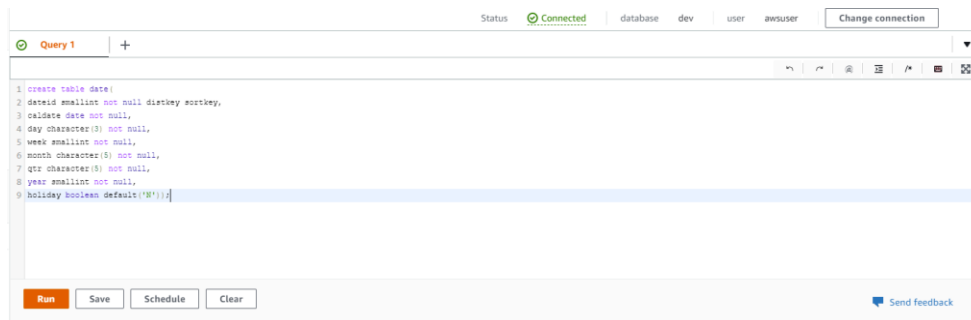 Status Connected database dev user awsuser Change connection
Query 1 +
/*
1 create table date(
2 dateid smallint not null distkey sortkey,
3 caldate date not null,
4 day character(3) not null,
5 week smallint not null,
6 month character(5) not null,
7 qtr character(5) not null,
8 year smallint not null,
9 holiday boolean default('N'));
Run Save Schedule Clear Send feedback